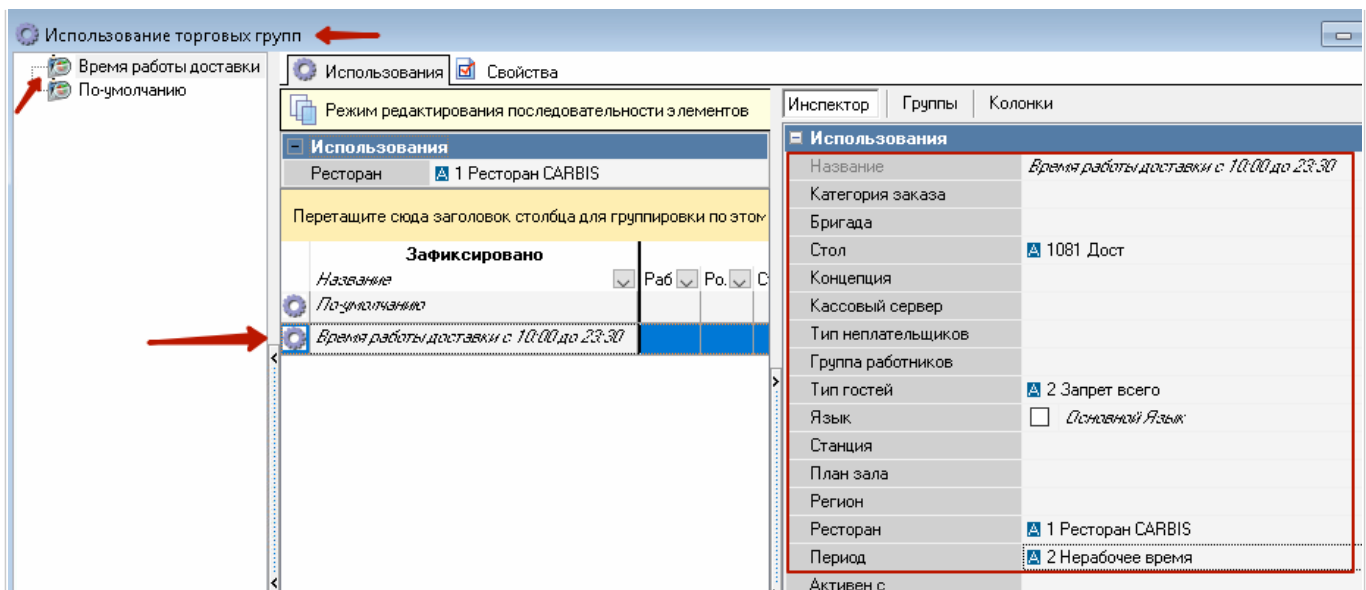 Использование торговых групп
Время работы доставки
По-умолчанию
Использования Свойства
Режим редактирования последовательности элементов
Использования
Ресторан 1 Ресторан CARBIS
Перетащите сюда заголовок столбца для группировки по этом
Зафиксировано
Название Раб Ро. С
По-умолчанию
Время работы доставки с 10:00 до 23:30
Инспектор Группы Колонки
Использования
Название Время работы доставки с 10:00 до 23:30
Категория заказа
Бригада
Стол 1081 Дост
Концепция
Кассовый сервер
Тип неплательщиков
Группа работников
Тип гостей 2 Запрет всего
Язык Основной Язык
Станция
План зала
Регион
Ресторан 1 Ресторан CARBIS
Период 2 Нерабочее время
Активен с